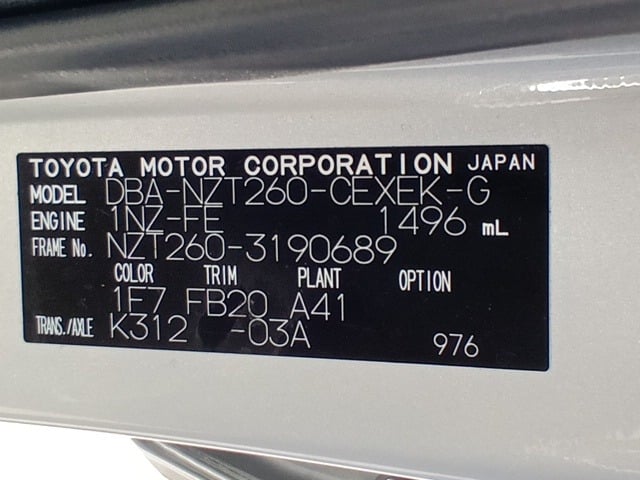 TOYOTA MOTOR CORPORATION JAPAN
MODEL DBA-NZT260-CEXEK-G
ENGINE 1NZ-FE 1496 mL
FRAME No. NZT260-3190689
COLOR TRIM PLANT OPTION
1E7 FB20 A41
TRANS./AXLE K312 -03A
976